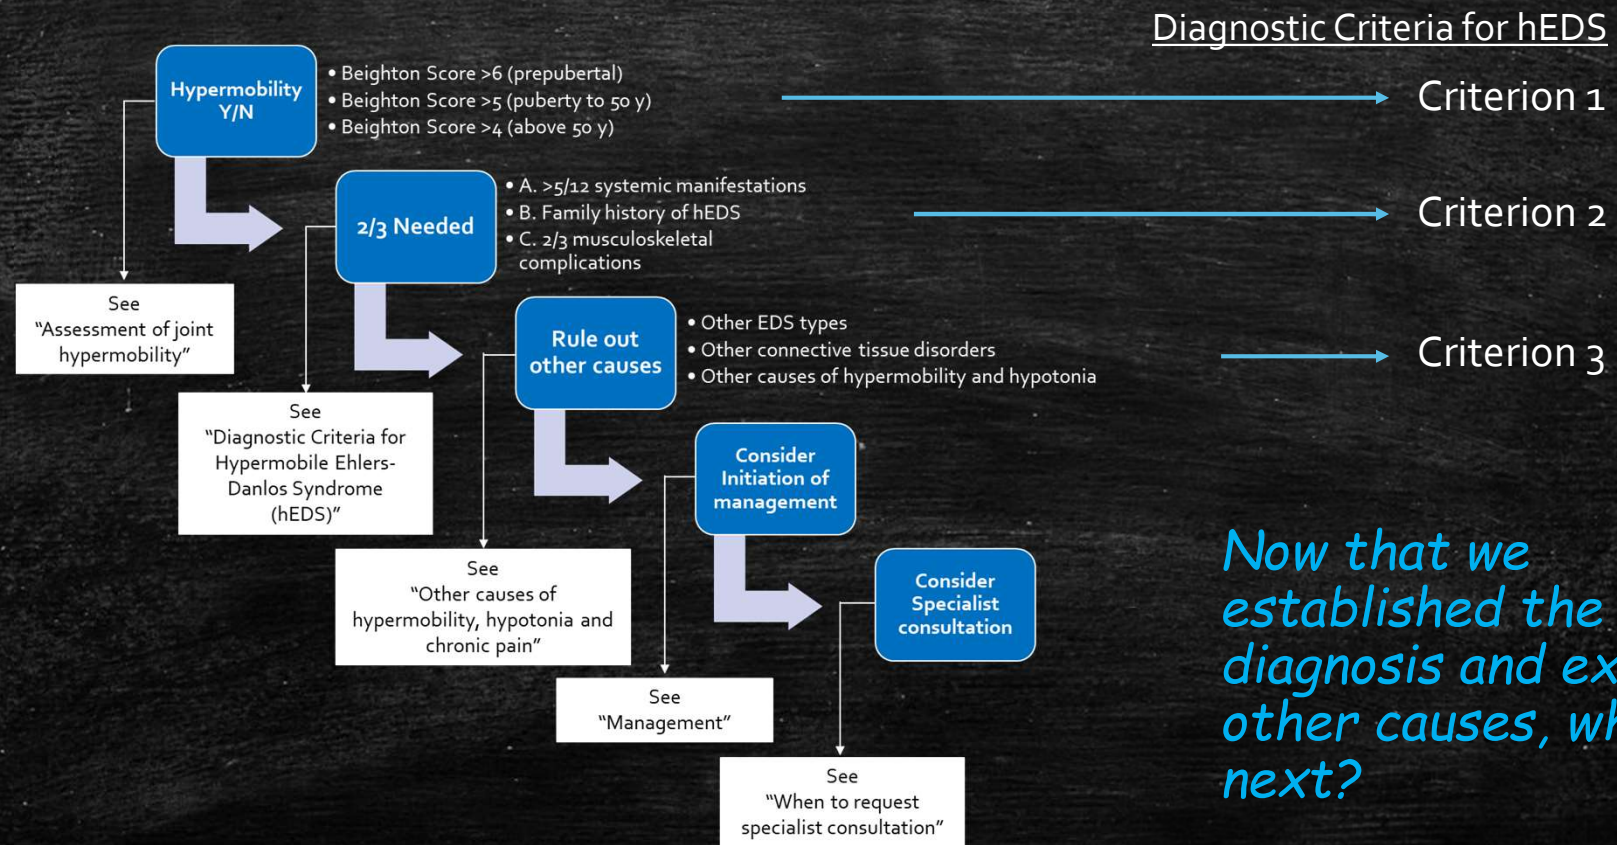 Diagnostic Criteria for hEDS
Hypermobility
Y/N
• Beighton Score >6 (prepubertal)
• Beighton Score >5 (puberty to 50 y)
• Beighton Score >4 (above 50 y)
Criterion 1
See
"Assessment of joint
hypermobility"
2/3 Needed
• A. >5/12 systemic manifestations
• B. Family history of hEDS
• C. 2/3 musculoskeletal
complications
Criterion 2
See
"Diagnostic Criteria for
Hypermobile Ehlers-
Danlos Syndrome
(hEDS)"
Rule out
other causes
• Other EDS types
• Other connective tissue disorders
• Other causes of hypermobility and hypotonia
Criterion 3
See
"Other causes of
hypermobility, hypotonia and
chronic pain"
Consider
Initiation of
management
See
"Management"
Consider
Specialist
consultation
See
"When to request
specialist consultation"
Now that we
established the
diagnosis and
other causes,
next?